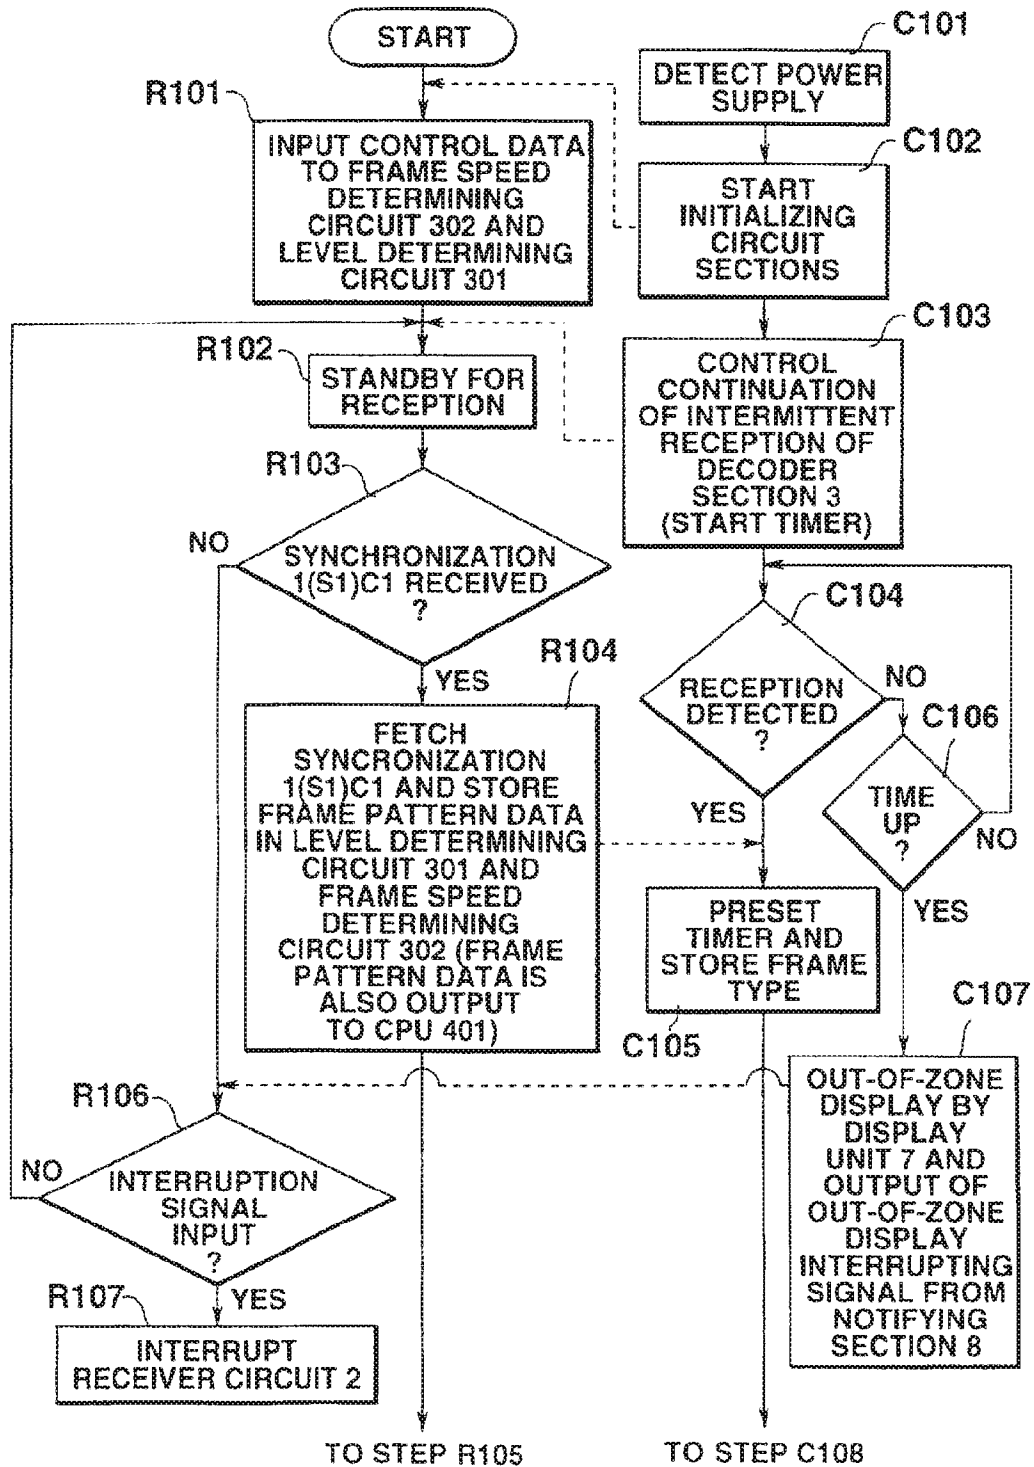 START
R101
INPUT CONTROL DATA
TO FRAME SPEED
DETERMINING
CIRCUIT 302 AND
LEVEL DETERMINING
CIRCUIT 301
R102
STANDBY FOR
RECEPTION
R103
NO
SYNCHRONIZATION
1(S1)C1 RECEIVED
?
YES
R104
FETCH
SYNCRONIZATION
1(S1)C1 AND STORE
FRAME PATTERN DATA
IN LEVEL DETERMINING
CIRCUIT 301 AND
FRAME SPEED
DETERMINING
CIRCUIT 302 (FRAME
PATTERN DATA IS
ALSO OUTPUT
TO CPU 401)
R106
NO
INTERRUPTION
SIGNAL
INPUT
?
YES
R107
INTERRUPT
RECEIVER CIRCUIT 2
TO STEP R105
C101
DETECT POWER
SUPPLY
C102
START
INITIALIZING
CIRCUIT
SECTIONS
C103
CONTROL
CONTINUATION
OF INTERMITTENT
RECEPTION OF
DECODER
SECTION 3
(START TIMER)
C104
RECEPTION
DETECTED
?
NO
YES
C106
TIME
UP
?
NO
YES
PRESET
TIMER AND
STORE FRAME
TYPE
C105
C107
OUT-OF-ZONE
DISPLAY BY
DISPLAY
UNIT 7 AND
OUTPUT OF
OUT-OF-ZONE
DISPLAY
INTERRUPTING
SIGNAL FROM
NOTIFYING
SECTION 8
TO STEP C108